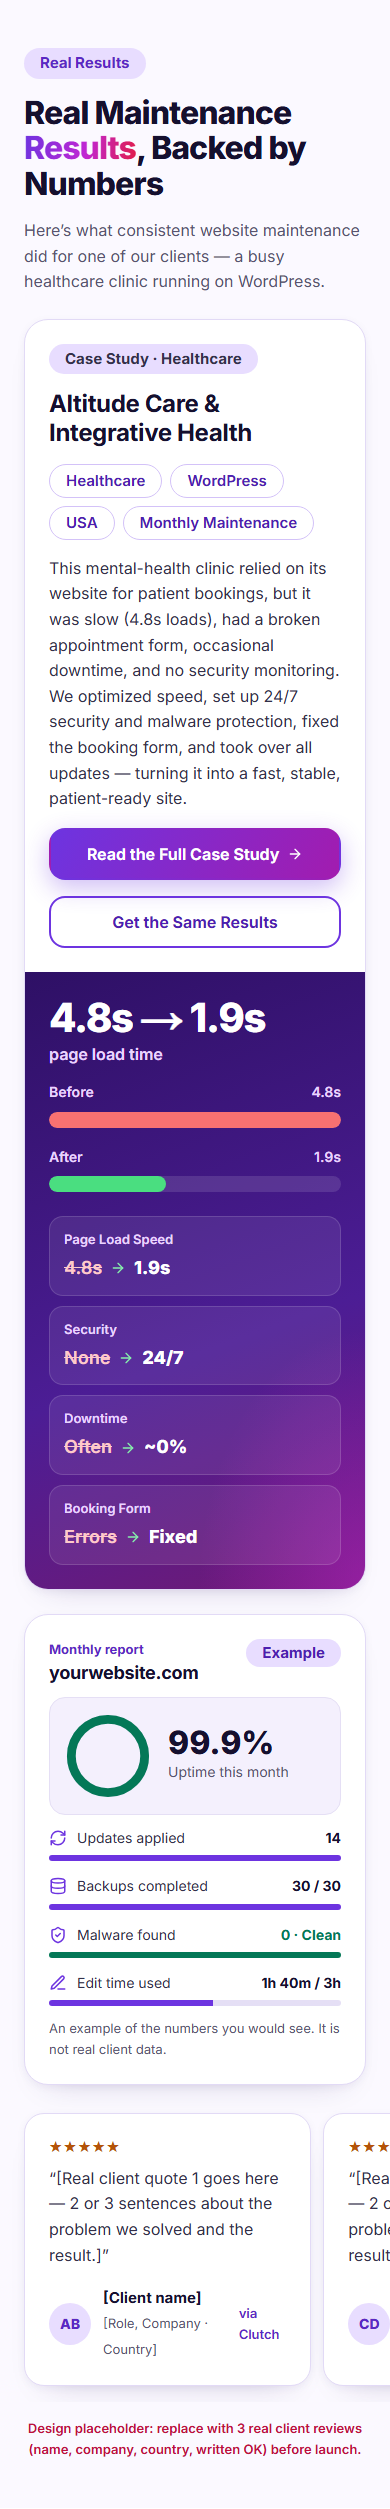 Real Results
Real Maintenance
Results, Backed by
Numbers
Here’s what consistent website maintenance
did for one of our clients — a busy
healthcare clinic running on WordPress.
Case Study · Healthcare
Altitude Care &
Integrative Health
Healthcare
WordPress
USA
Monthly Maintenance
This mental-health clinic relied on its
website for patient bookings, but it
was slow (4.8s loads), had a broken
appointment form, occasional
downtime, and no security monitoring.
We optimized speed, set up 24/7
security and malware protection, fixed
the booking form, and took over all
updates — turning it into a fast, stable,
patient-ready site.
Read the Full Case Study →
Get the Same Results
4.8s → 1.9s
page load time
Before 4.8s
After 1.9s
Page Load Speed
4.8s → 1.9s
Security
None → 24/7
Downtime
Often → ~0%
Booking Form
Errors → Fixed
Monthly report
yourwebsite.com
Example
99.9%
Uptime this month
Updates applied 14
Backups completed 30 / 30
Malware found 0 · Clean
Edit time used 1h 40m / 3h
An example of the numbers you would see. It is
not real client data.
★★★★★
“[Real client quote 1 goes here
— 2 or 3 sentences about the
problem we solved and the
result.]”
AB
[Client name]
[Role, Company ·
Country]
via
Clutch
★★★
“[Rea
— 2 o
proble
result
CD
Design placeholder: replace with 3 real client reviews
(name, company, country, written OK) before launch.